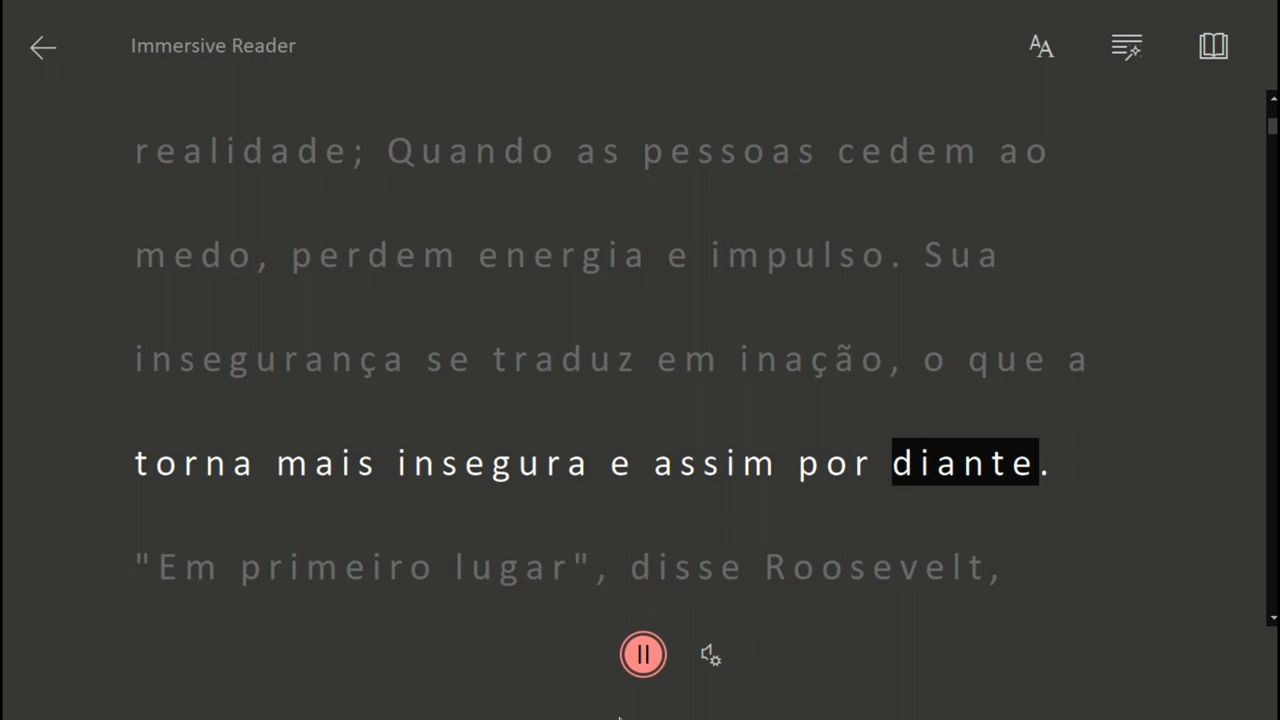 Immersive Reader
realidade; Quando as pessoas cedem ao
medo, perdem energia e impulso. Sua
insegurança se traduz em inação, o que a
torna mais insegura e assim por diante.
"Em primeiro lugar", disse Roosevelt,